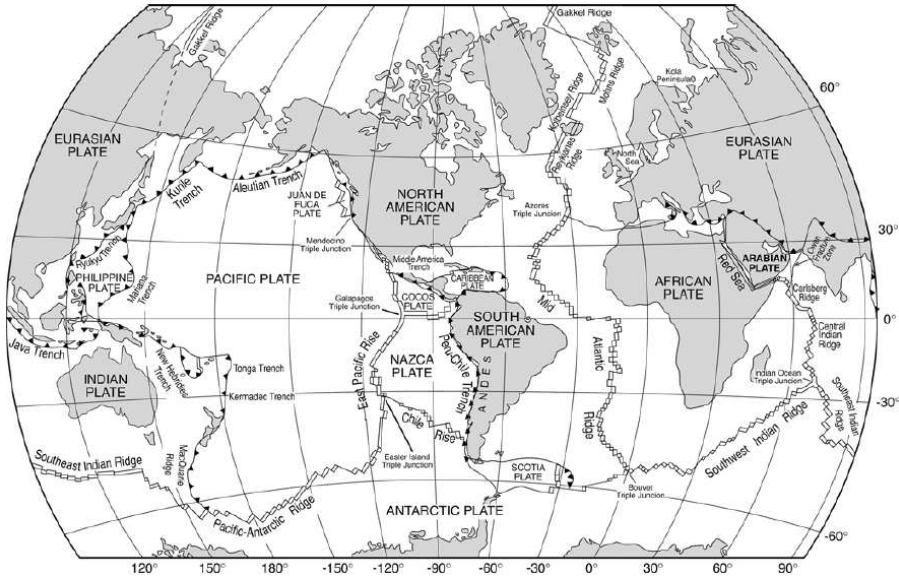 Gakkel Ridge
Gakkel Ridge
Kolbeinsey Ridge
Mohns Ridge
Kola
Peninsula
60°
EURASIAN
PLATE
Reykjanes
Ridge
North
Sea
EURASIAN
PLATE
Kurile
Trench
Aleutian Trench
JUAN DE
FUCA PLATE
NORTH
AMERICAN
PLATE
Azores
Triple Junction
Mendocino
Triple Junction
30°
Ryukyu Trench
PHILIPPINE
PLATE
Mariana
Trench
PACIFIC PLATE
Middle America
Trench
CARIBBEAN
PLATE
Red Sea
ARABIAN
PLATE
Owen
Fracture
Zone
AFRICAN
PLATE
Carlsberg
Ridge
Galapagos
Triple Junction
COCOS
PLATE
SOUTH
AMERICAN
PLATE
Mid
Atlantic
Ridge
0°
Central
Indian
Ridge
Java Trench
New Hebrides
Trench
Tonga Trench
East Pacific Rise
NAZCA
PLATE
Peru-Chile Trench
ANDES
INDIAN
PLATE
Kermadec Trench
Indian Ocean
Triple Junction
Southeast Indian
Ridge
-30°
Chile
Rise
Easter Island
Triple Junction
Southeast Indian Ridge
Macquarie
Ridge
Southwest Indian Ridge
SCOTIA
PLATE
Bouvet
Triple Junction
Pacific-Antarctic Ridge
ANTARCTIC PLATE
-60°
120° 150° 180° -150° -120° -90° -60° -30° 0° 30° 60° 90°